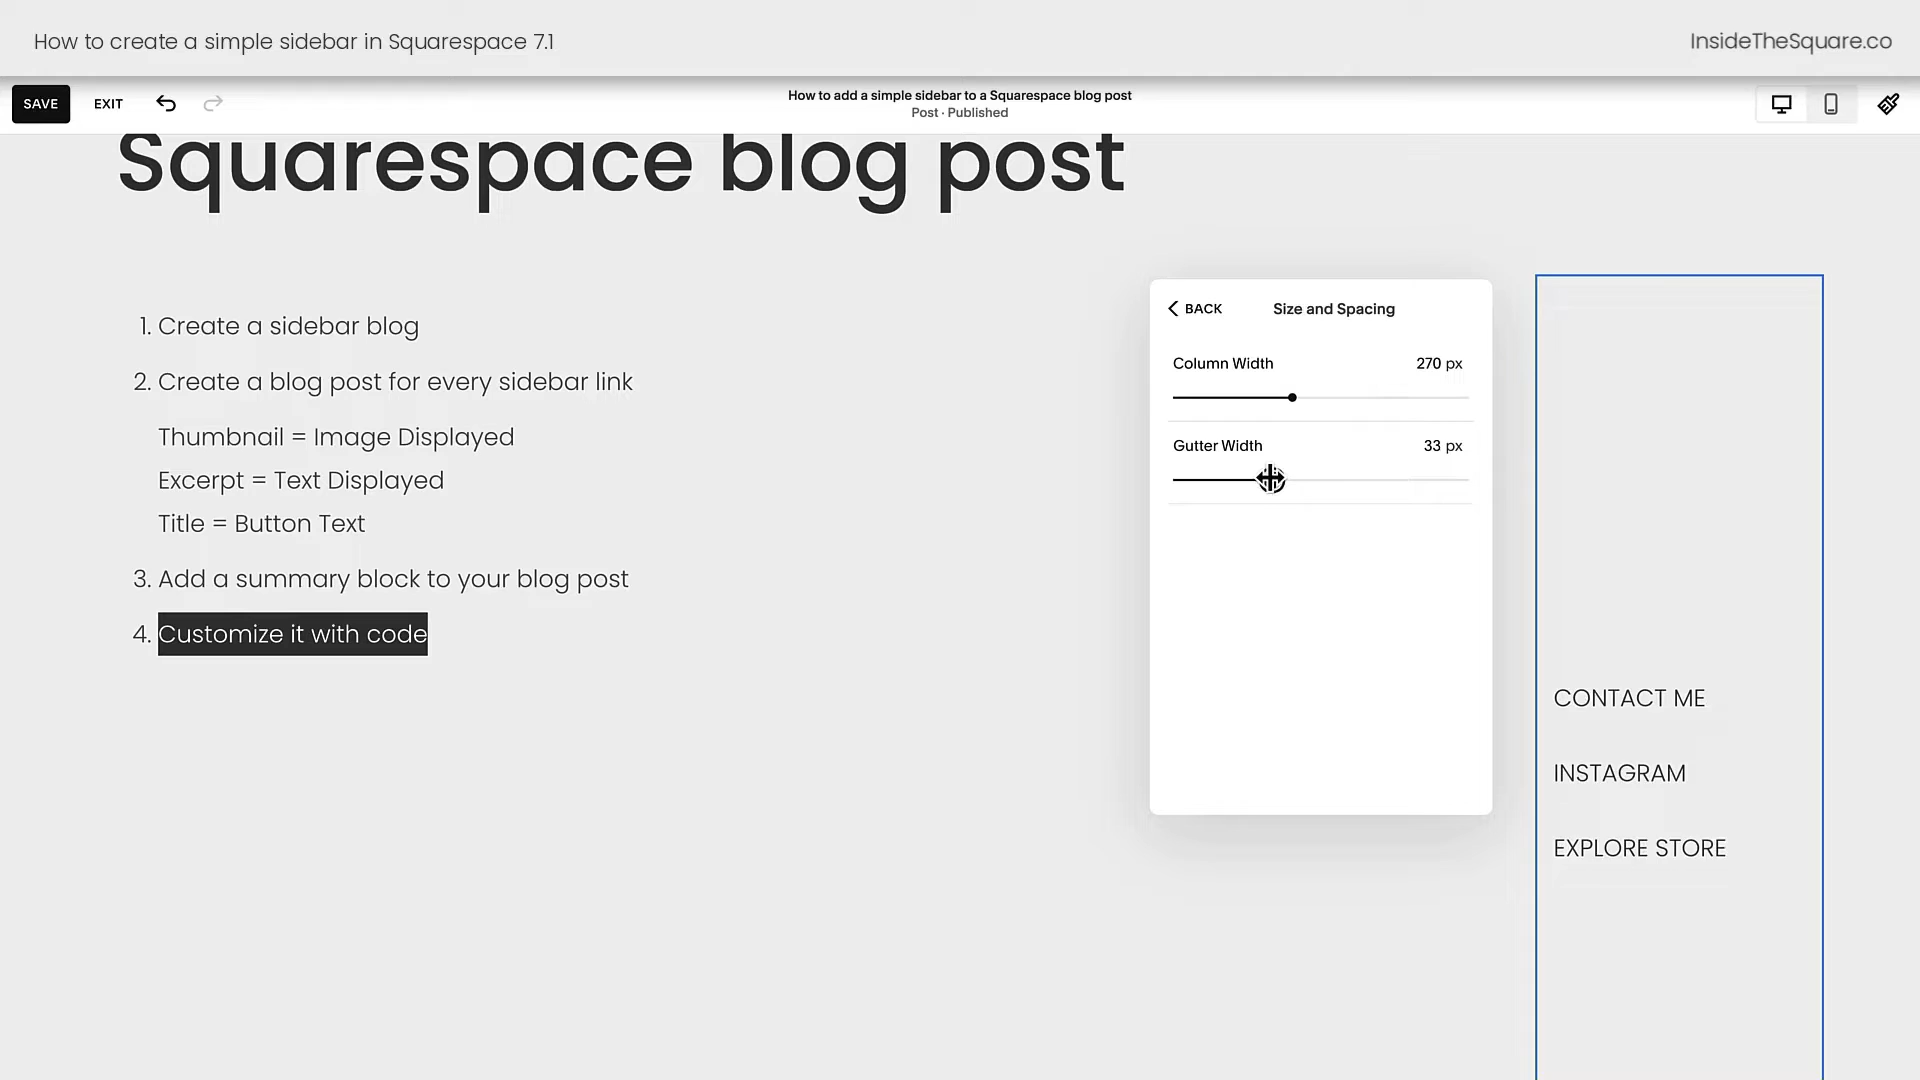 How to create a simple sidebar in Squarespace 7.1
InsideTheSquare.co
SAVE
EXIT
How to add a simple sidebar to a Squarespace blog post
Post · Published
Squarespace blog post
1. Create a sidebar blog
2. Create a blog post for every sidebar link
Thumbnail = Image Displayed
Excerpt = Text Displayed
Title = Button Text
3. Add a summary block to your blog post
4. Customize it with code
BACK
Size and Spacing
Column Width 270 px
Gutter Width 33 px
CONTACT ME
INSTAGRAM
EXPLORE STORE